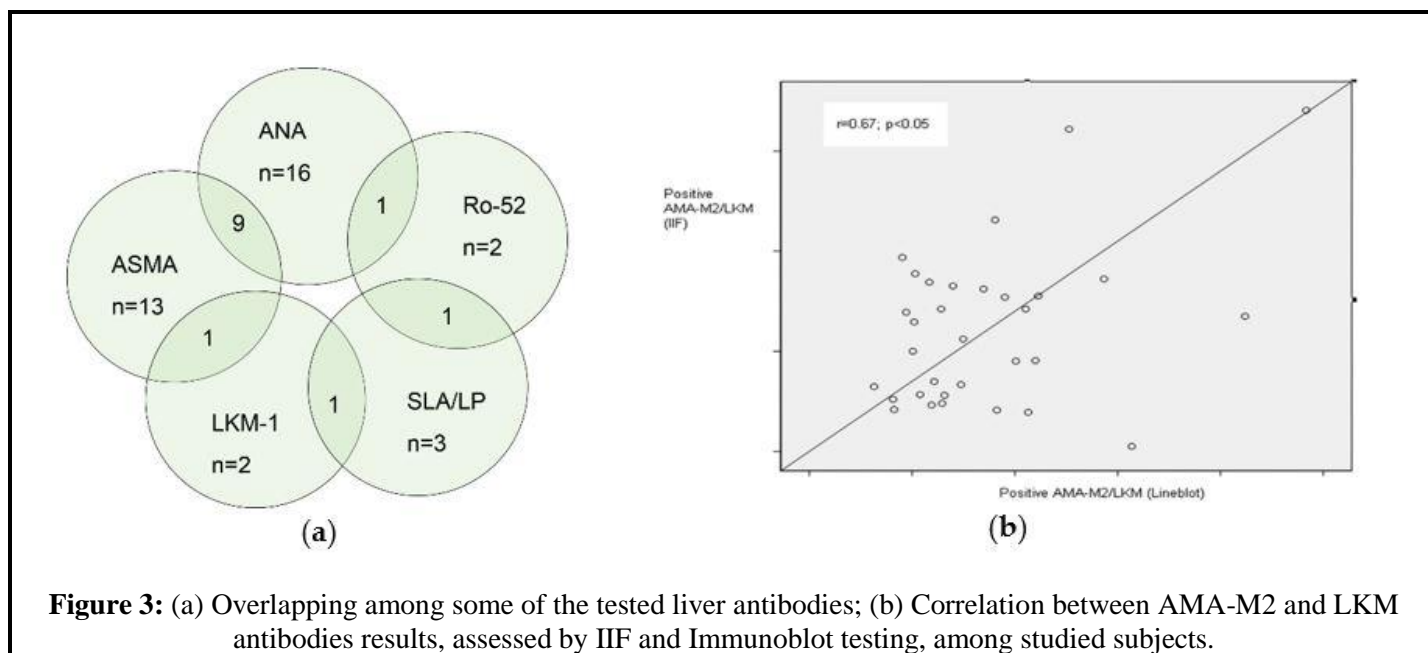 ANA
n=16
1
Ro-52
n=2
9
ASMA
n=13
1
1
LKM-1
n=2
1
SLA/LP
n=3
(a)
r=0.67; p<0.05
Positive
AMA-M2/LKM
(IIF)
Positive AMA-M2/LKM (Lineblot)
(b)
Figure 3: (a) Overlapping among some of the tested liver antibodies; (b) Correlation between AMA-M2 and LKM
antibodies results, assessed by IIF and Immunoblot testing, among studied subjects.